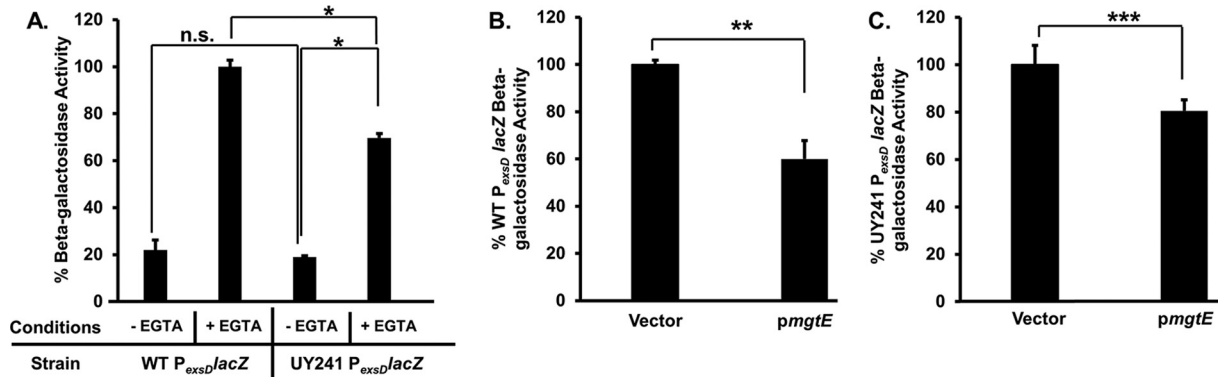 A.
% Beta-galactosidase Activity
120
100
80
60
40
20
0
n.s.
*
*
Conditions - EGTA + EGTA - EGTA + EGTA
Strain WT PexsDlacZ UY241 PexsDlacZ
B.
% WT PexsD lacZ Beta-
galactosidase Activity
120
100
80
60
40
20
0
**
Vector pmgtE
C.
% UY241 PexsD lacZ Beta-
galactosidase Activity
120
100
80
60
40
20
0
***
Vector pmgtE